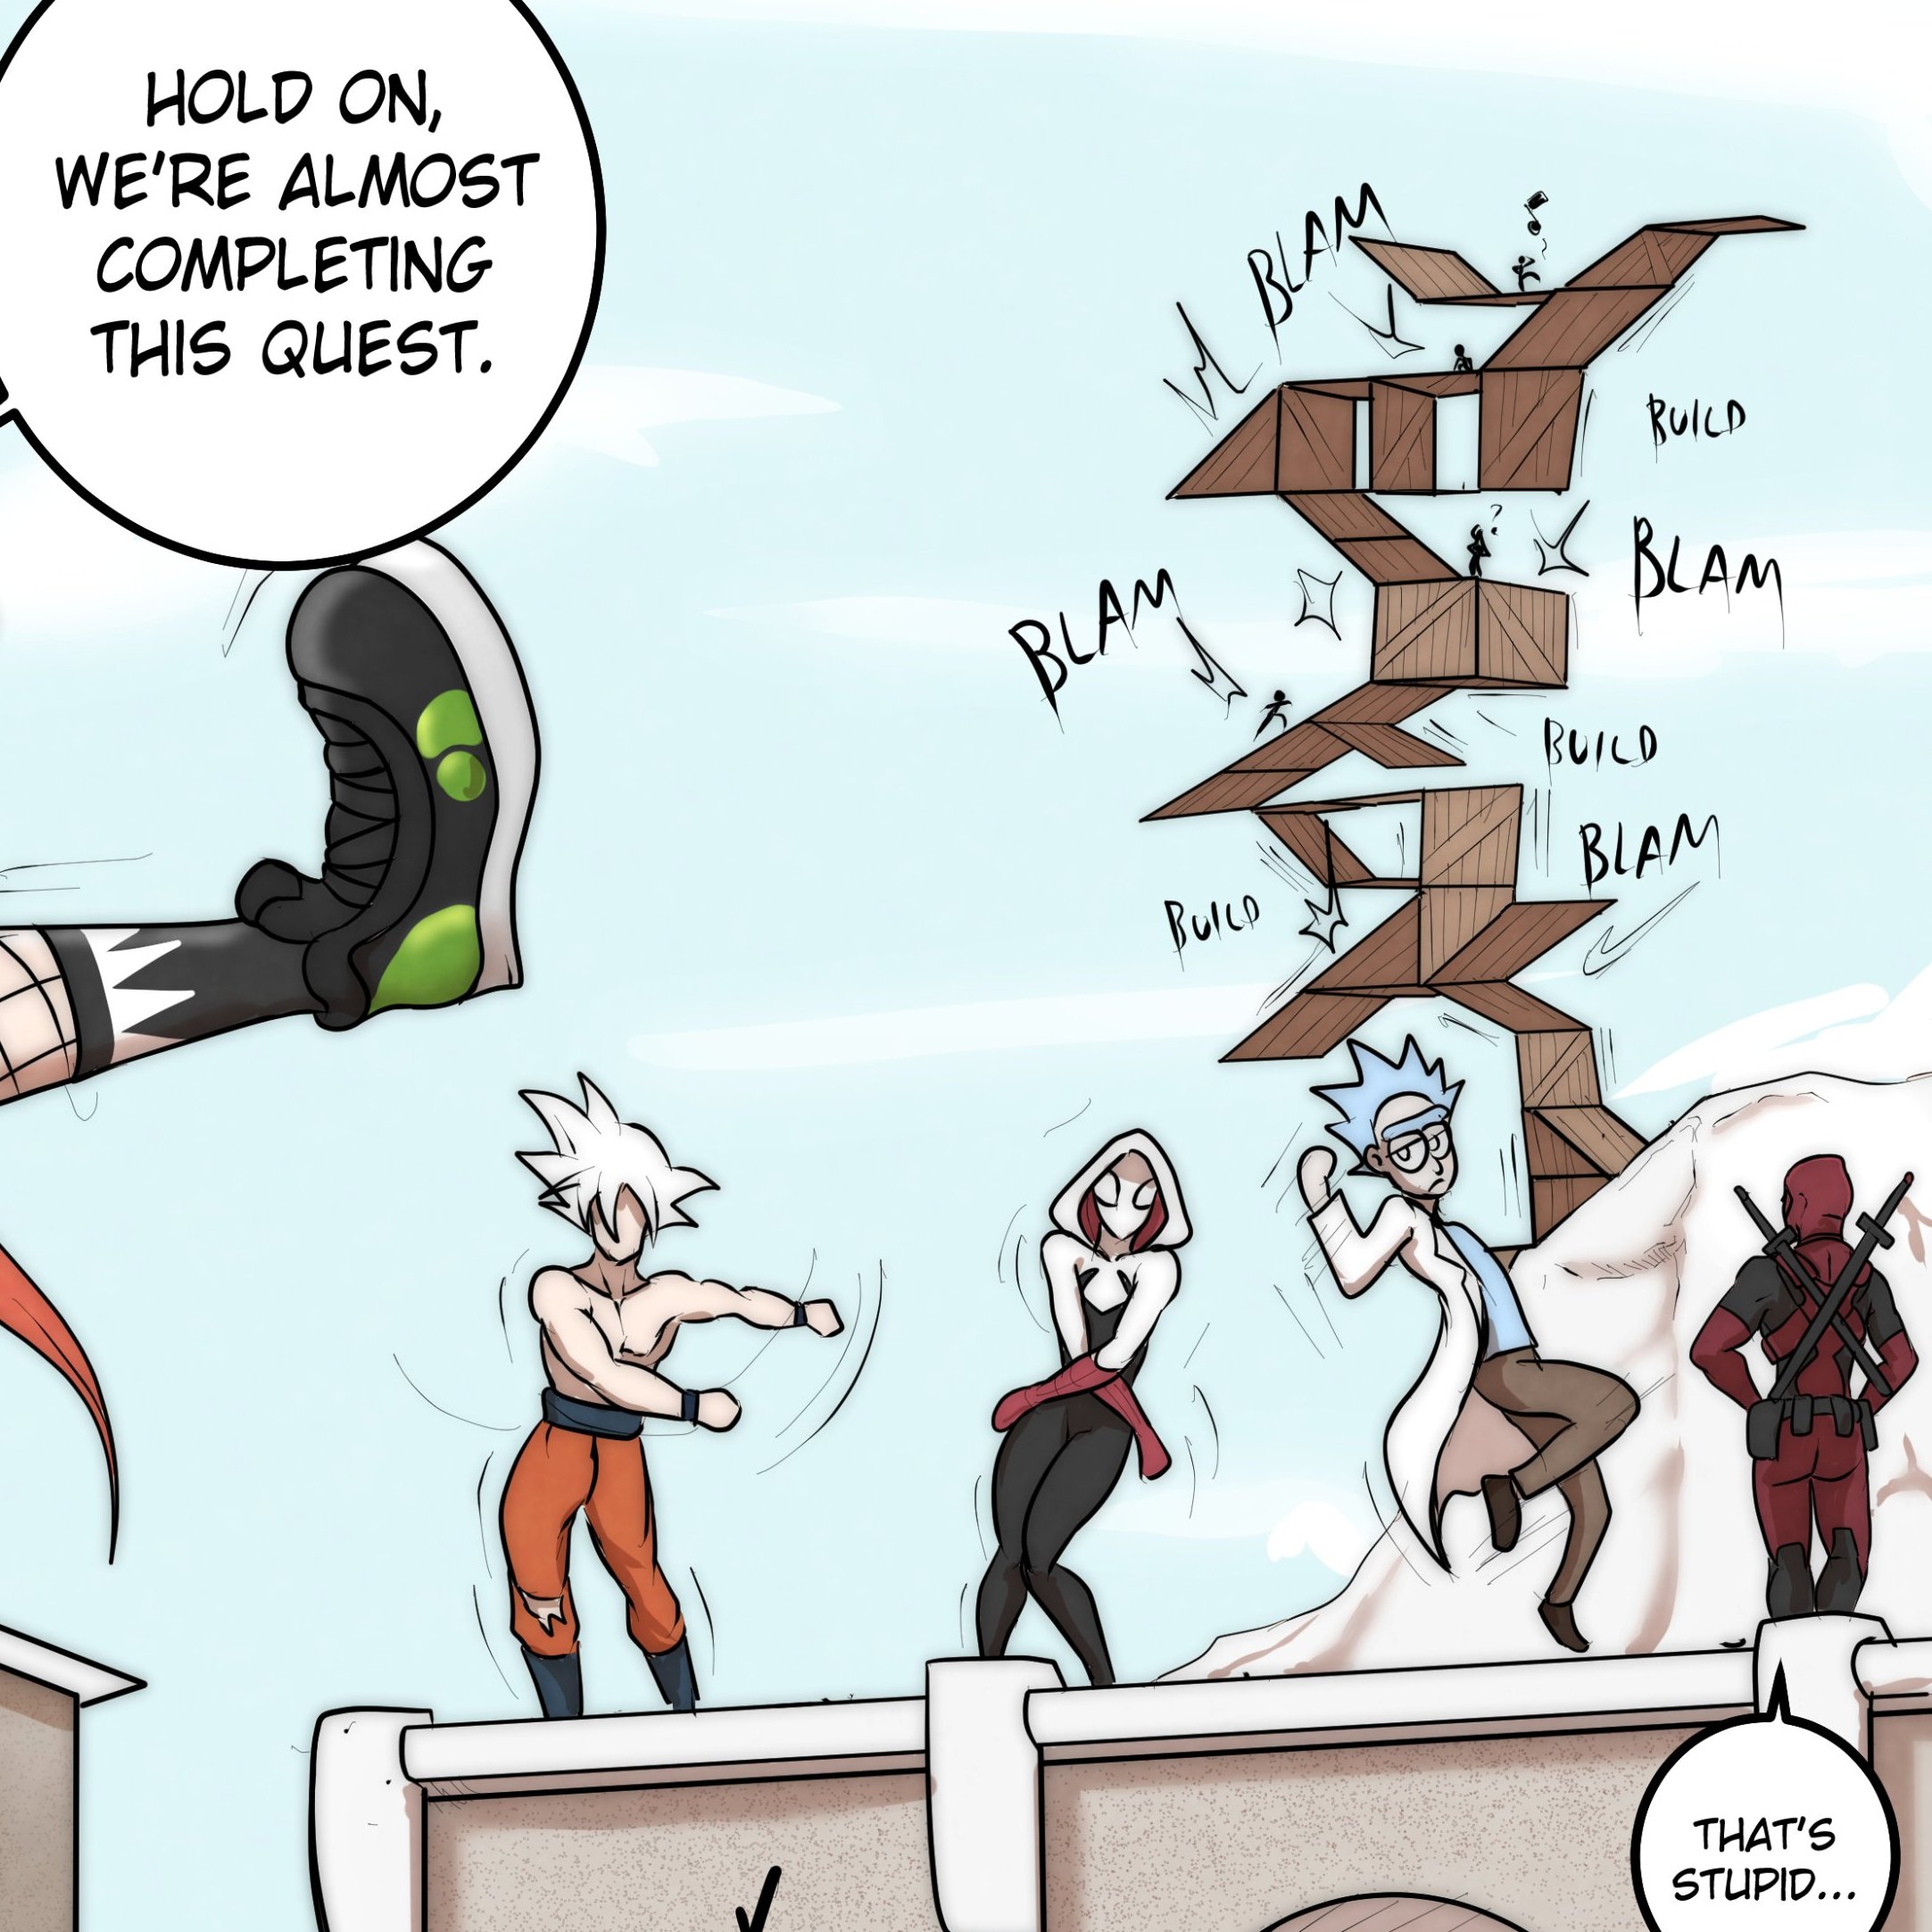 HOLD ON,
WE'RE ALMOST
COMPLETING
THIS QUEST.
BLAM
BUILD
BLAM
BLAM
BUILD
BLAM
BUILD
?
THAT'S
STUPID...